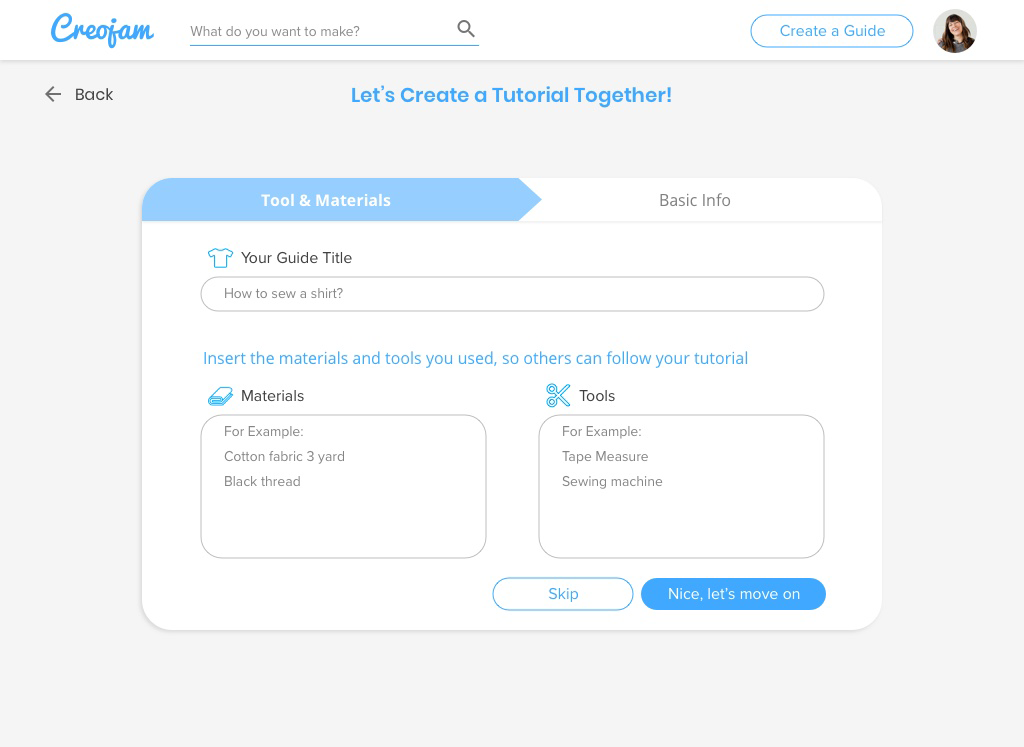 Creojam
What do you want to make?
Create a Guide
Back
Let's Create a Tutorial Together!
Tool & Materials
Basic Info
Your Guide Title
How to sew a shirt?
Insert the materials and tools you used, so others can follow your tutorial
Materials
For Example:
Cotton fabric 3 yard
Black thread
Tools
For Example:
Tape Measure
Sewing machine
Skip
Nice, let's move on